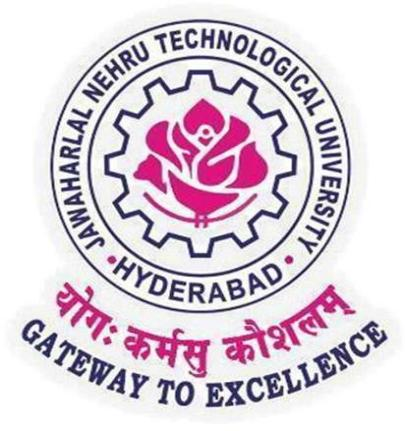 JAWAHARLAL NEHRU TECHNOLOGICAL UNIVERSITY
• HYDERABAD •
योगः कर्मसु कौशलम्
GATEWAY TO EXCELLENCE